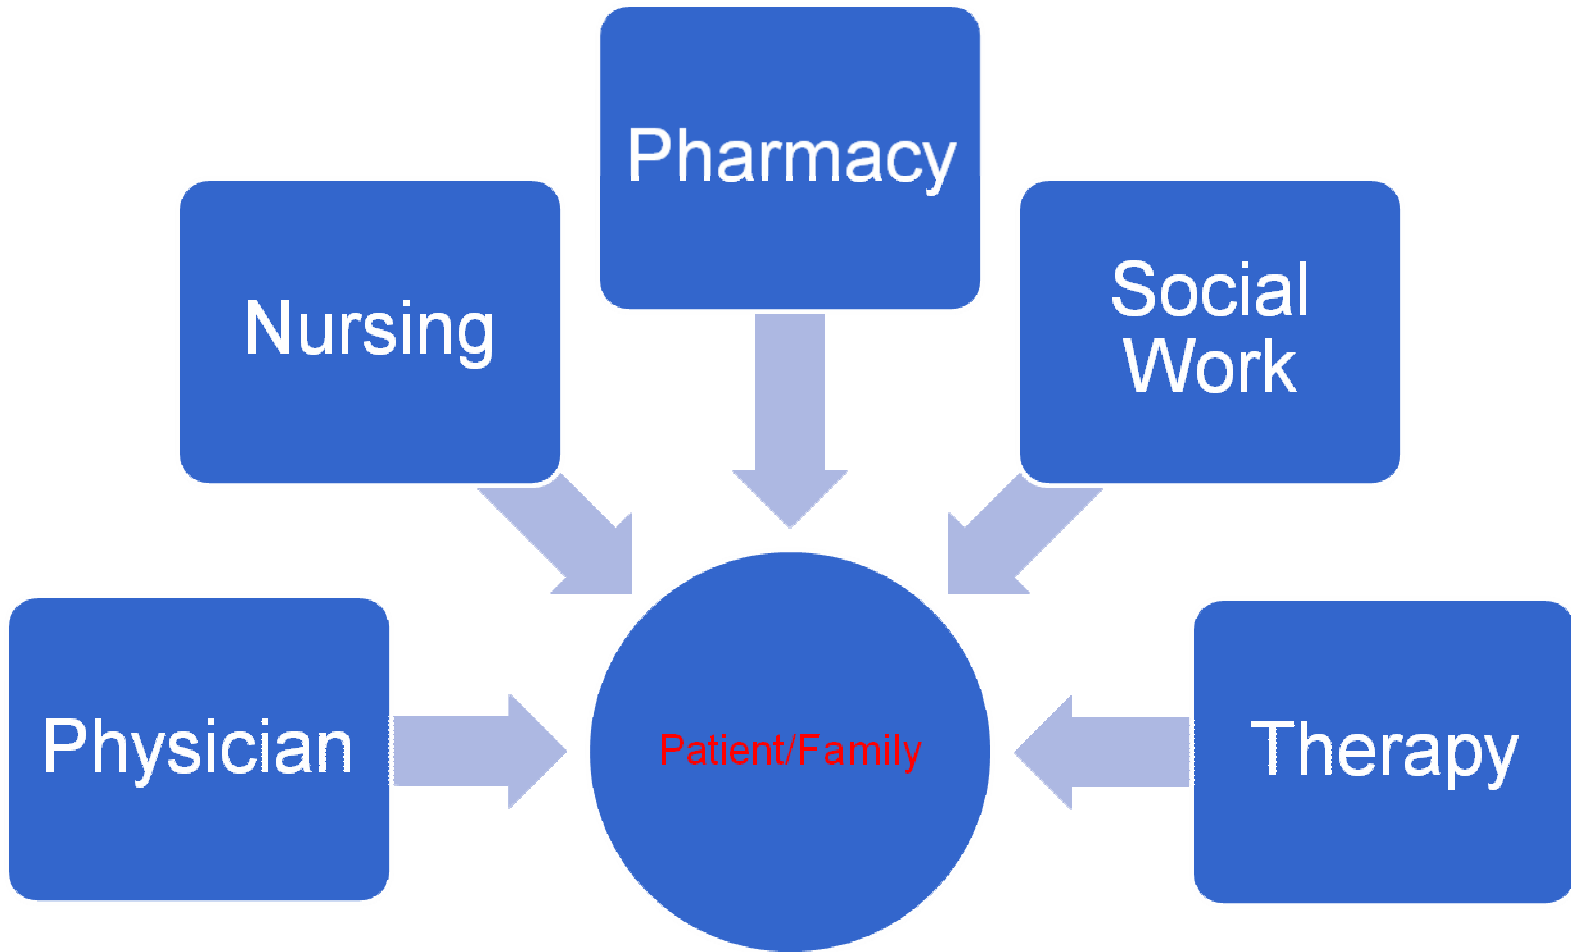 Pharmacy
Nursing
Social
Work
Physician
Patient/Family
Therapy